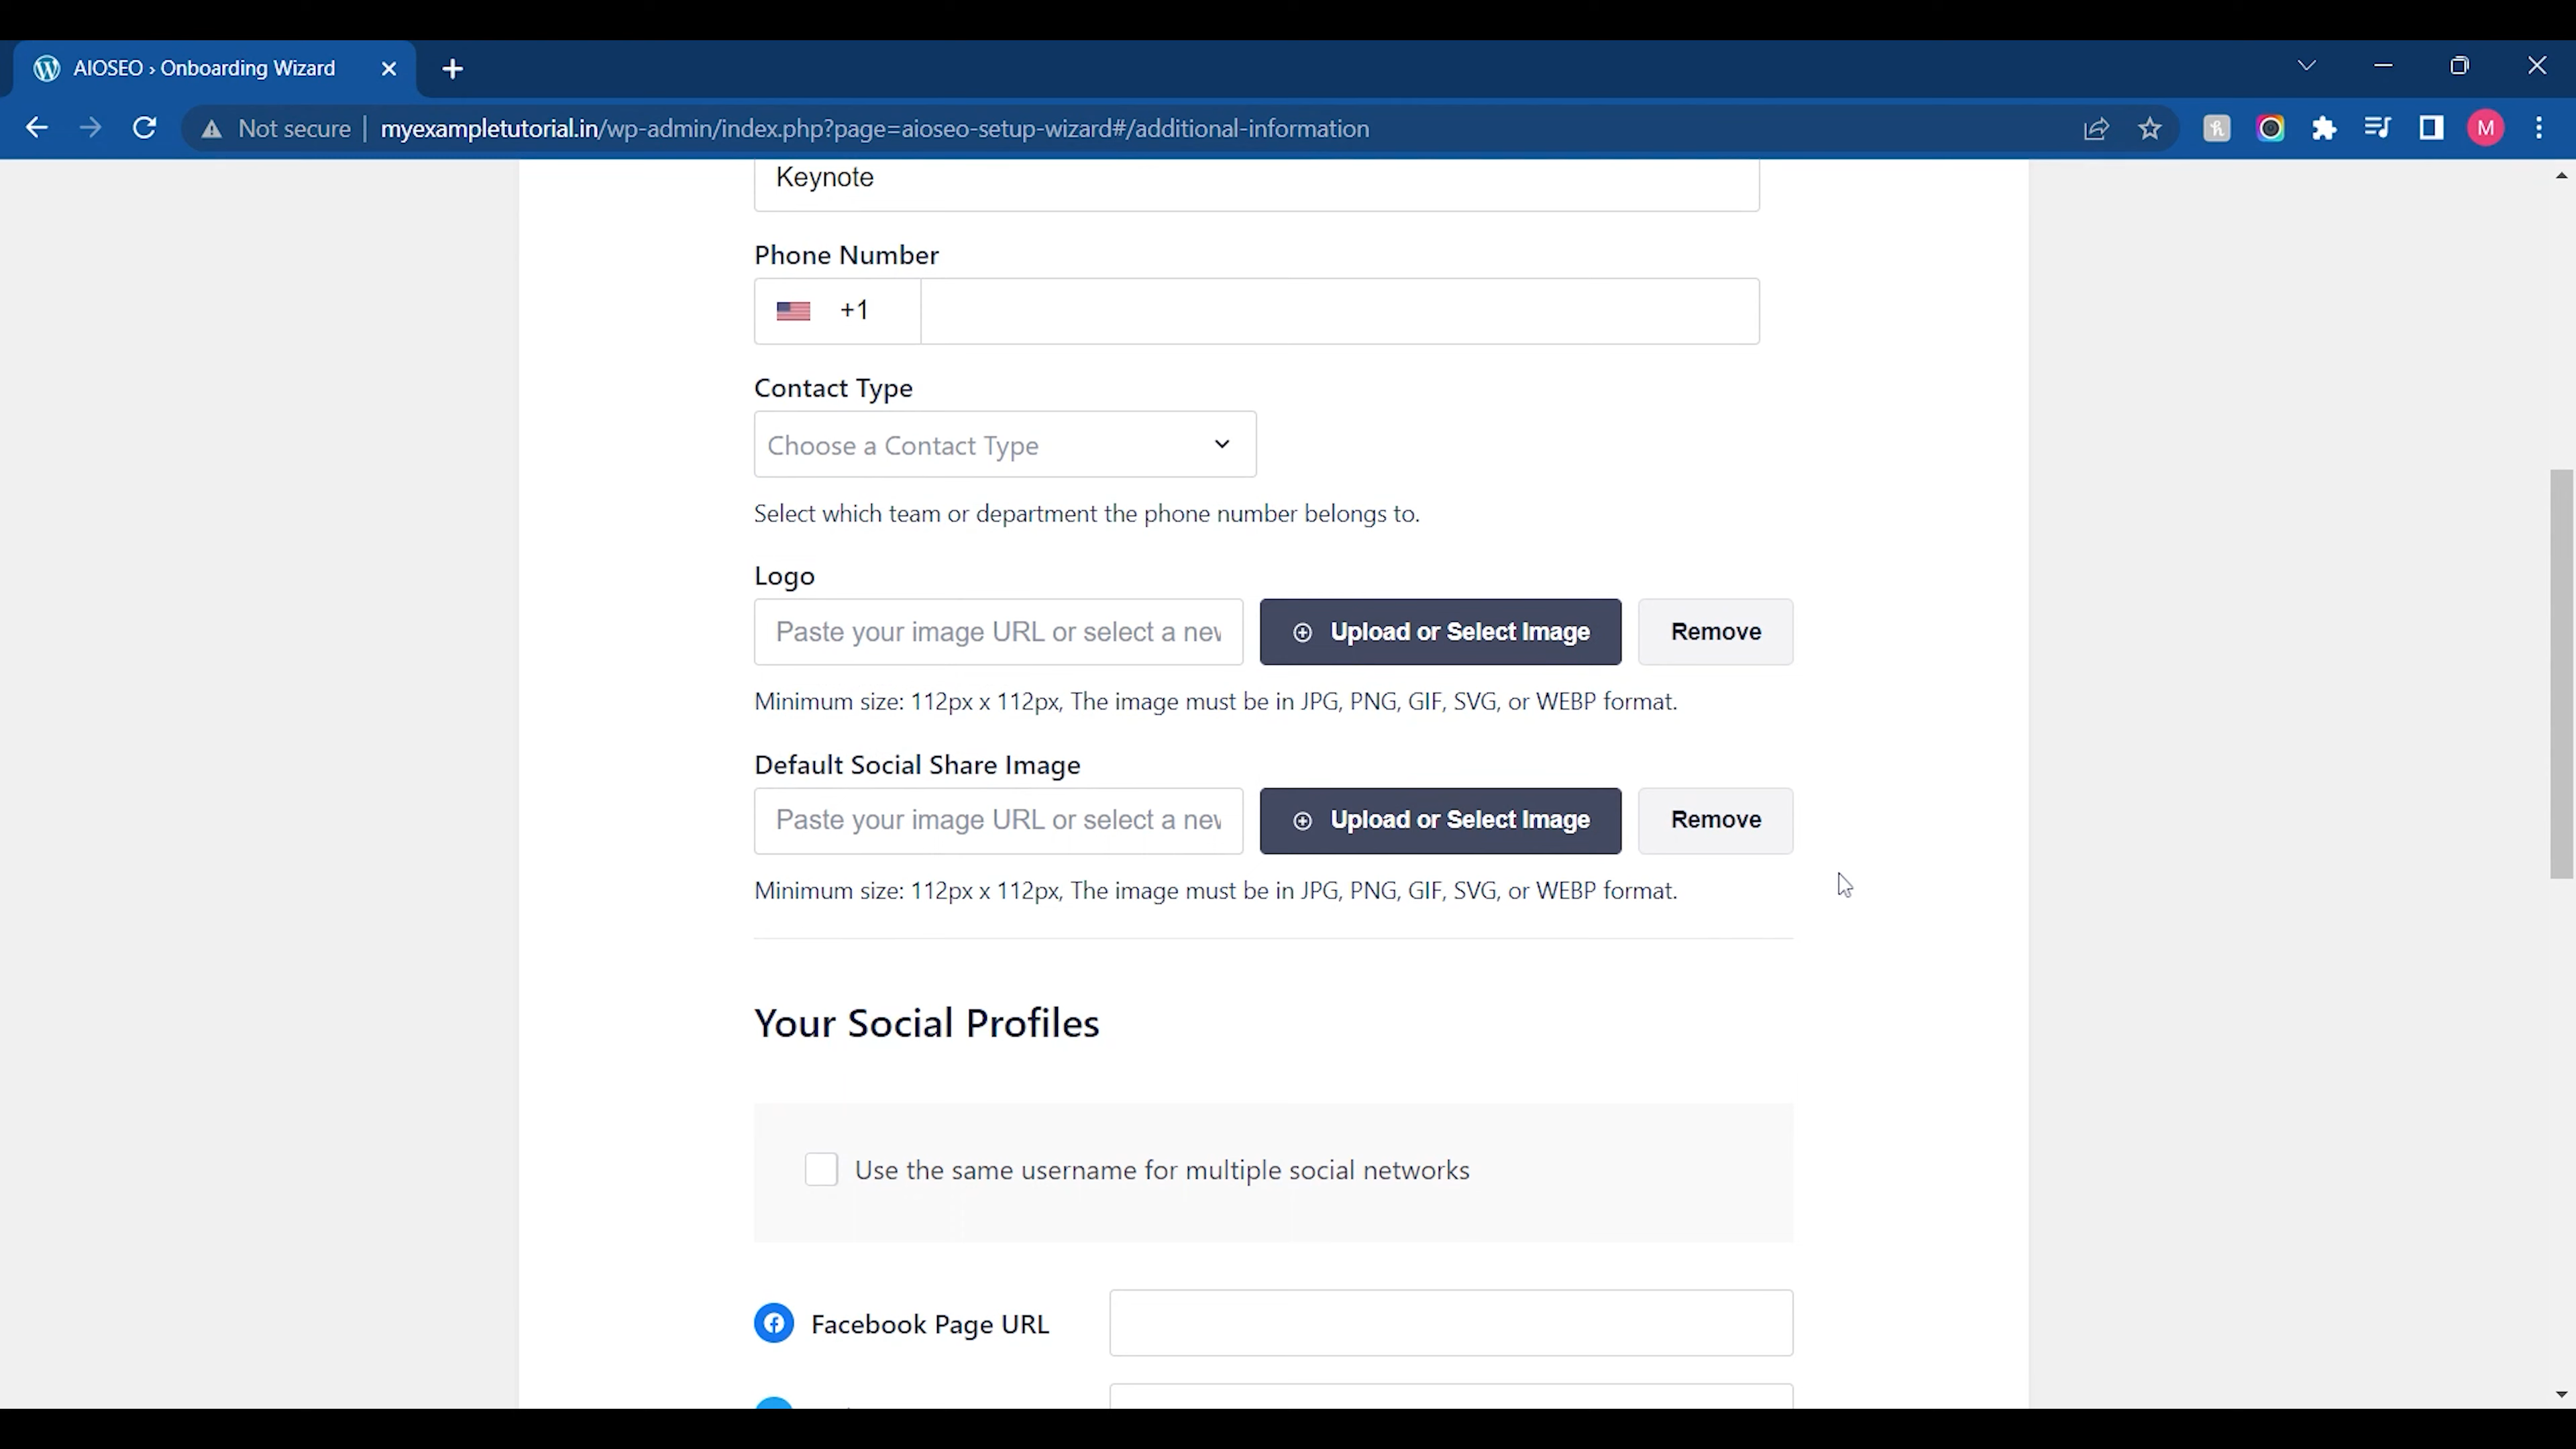 AIOSEO › Onboarding Wizard
Not secure
myexampletutorial.in/wp-admin/index.php?page=aioseo-setup-wizard#/additional-information
M
Keynote
Phone Number
+1
Contact Type
Choose a Contact Type
Select which team or department the phone number belongs to.
Logo
Paste your image URL or select a new
Upload or Select Image
Remove
Minimum size: 112px x 112px, The image must be in JPG, PNG, GIF, SVG, or WEBP format.
Default Social Share Image
Paste your image URL or select a new
Upload or Select Image
Remove
Minimum size: 112px x 112px, The image must be in JPG, PNG, GIF, SVG, or WEBP format.
Your Social Profiles
Use the same username for multiple social networks
Facebook Page URL